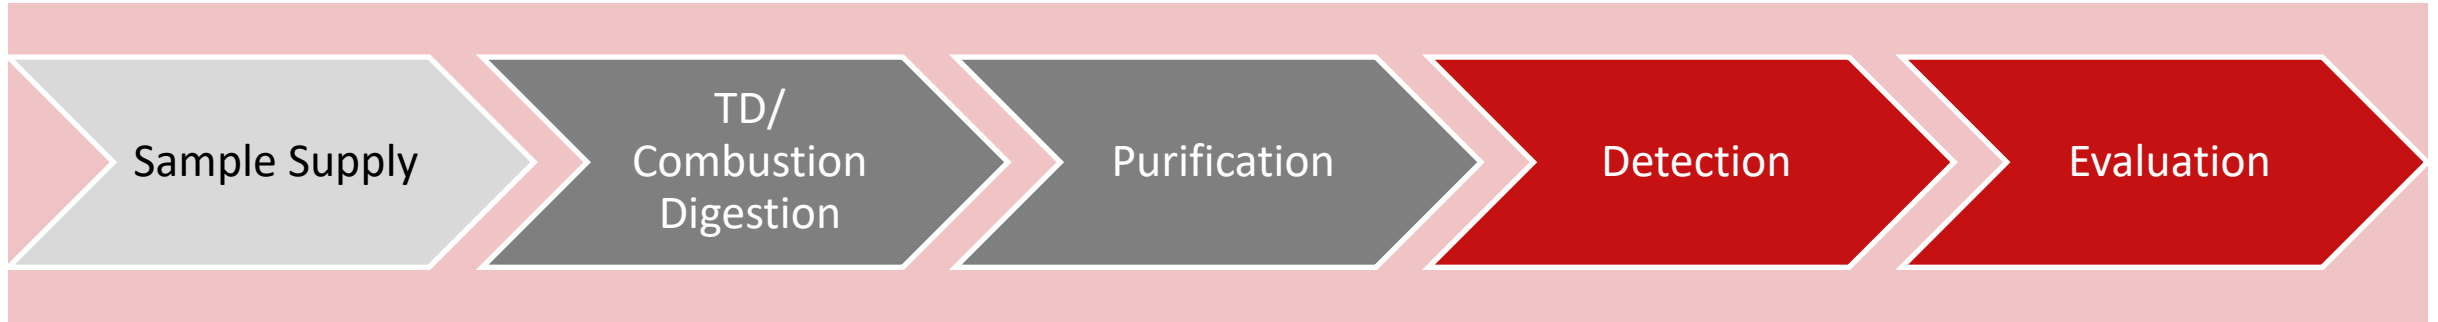 Sample Supply
TD/
Combustion
Digestion
Purification
Detection
Evaluation